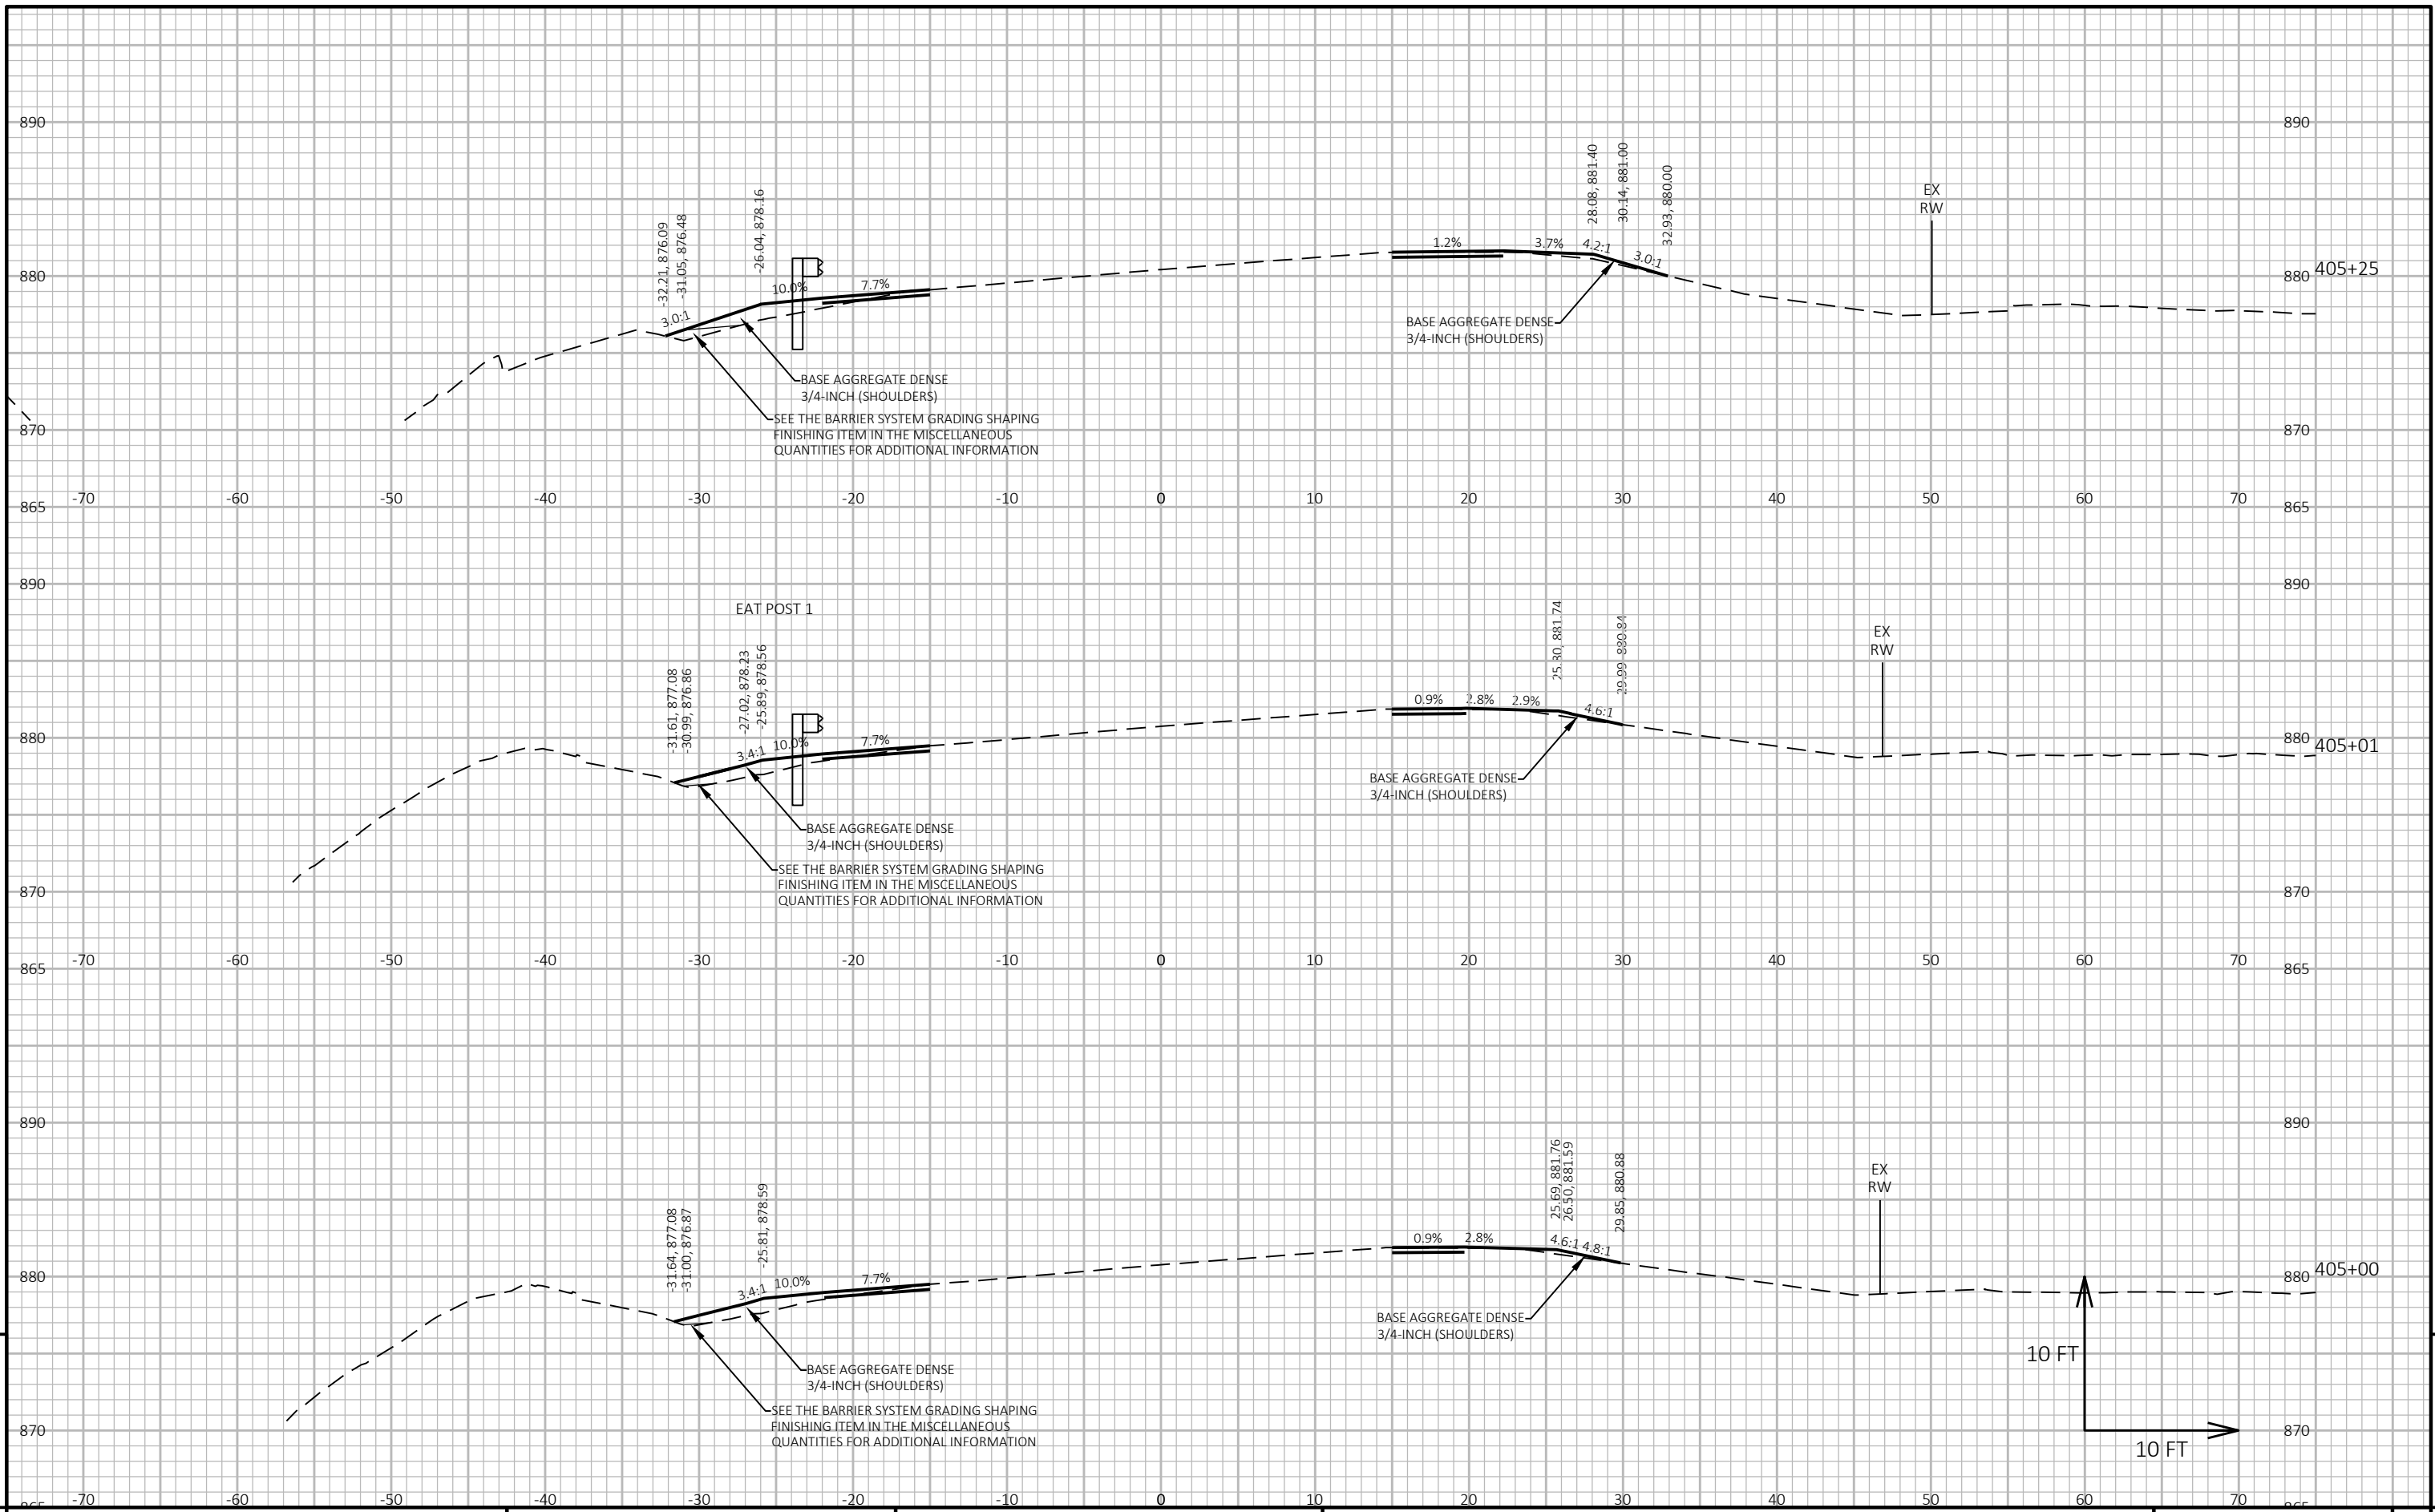 890
890
28.08, 881.40
30.14, 881.00
32.93, 880.00
EX
RW
-32.21, 876.09
-31.05, 876.48
-26.04, 878.16
1.2%
3.7%
4.2:1
3.0:1
880
880
405+25
10.0%
7.7%
3.0:1
BASE AGGREGATE DENSE
3/4-INCH (SHOULDERS)
BASE AGGREGATE DENSE
3/4-INCH (SHOULDERS)
SEE THE BARRIER SYSTEM GRADING SHAPING
FINISHING ITEM IN THE MISCELLANEOUS
QUANTITIES FOR ADDITIONAL INFORMATION
870
870
-70 -60 -50 -40 -30 -20 -10 0 10 20 30 40 50 60 70
865
865
890
890
EAT POST 1
25.80, 881.74
29.99, 880.84
EX
RW
-31.61, 877.08
-30.99, 876.86
-27.02, 878.23
-25.89, 878.56
0.9%
2.8%
2.9%
4.6:1
880
880
405+01
3.4:1
10.0%
7.7%
BASE AGGREGATE DENSE
3/4-INCH (SHOULDERS)
BASE AGGREGATE DENSE
3/4-INCH (SHOULDERS)
SEE THE BARRIER SYSTEM GRADING SHAPING
FINISHING ITEM IN THE MISCELLANEOUS
QUANTITIES FOR ADDITIONAL INFORMATION
870
870
-70 -60 -50 -40 -30 -20 -10 0 10 20 30 40 50 60 70
865
865
890
890
25.69, 881.76
26.50, 881.59
29.85, 880.88
EX
RW
-31.64, 877.08
-31.00, 876.87
-25.81, 878.59
0.9%
2.8%
4.6:1
4.8:1
880
880
405+00
3.4:1
10.0%
7.7%
BASE AGGREGATE DENSE
3/4-INCH (SHOULDERS)
10 FT
BASE AGGREGATE DENSE
3/4-INCH (SHOULDERS)
SEE THE BARRIER SYSTEM GRADING SHAPING
FINISHING ITEM IN THE MISCELLANEOUS
QUANTITIES FOR ADDITIONAL INFORMATION
870
870
10 FT
-70 -60 -50 -40 -30 -20 -10 0 10 20 30 40 50 60 70
865
865